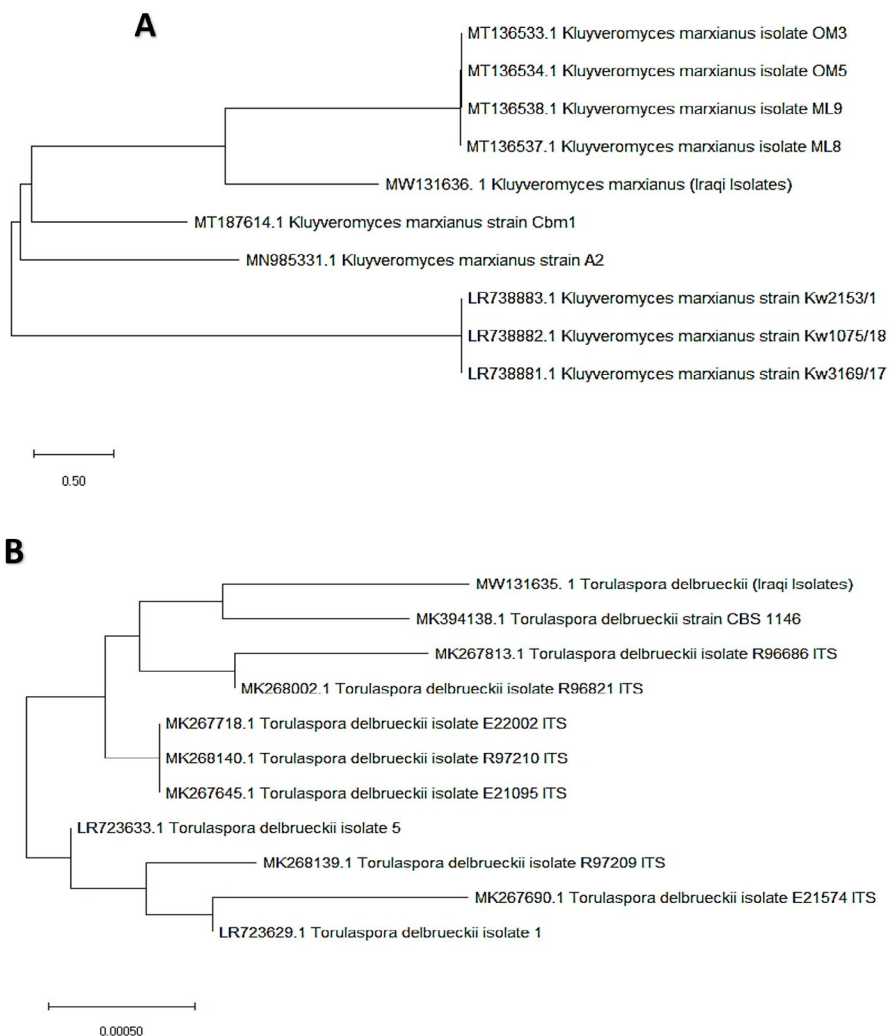 A
MT136533.1 Kluyveromyces marxianus isolate OM3
MT136534.1 Kluyveromyces marxianus isolate OM5
MT136538.1 Kluyveromyces marxianus isolate ML9
MT136537.1 Kluyveromyces marxianus isolate ML8
MW131636. 1 Kluyveromyces marxianus (Iraqi Isolates)
MT187614.1 Kluyveromyces marxianus strain Cbm1
MN985331.1 Kluyveromyces marxianus strain A2
LR738883.1 Kluyveromyces marxianus strain Kw2153/1
LR738882.1 Kluyveromyces marxianus strain Kw1075/18
LR738881.1 Kluyveromyces marxianus strain Kw3169/17
0.50
B
MW131635. 1 Torulaspora delbrueckii (Iraqi Isolates)
MK394138.1 Torulaspora delbrueckii strain CBS 1146
MK267813.1 Torulaspora delbrueckii isolate R96686 ITS
MK268002.1 Torulaspora delbrueckii isolate R96821 ITS
MK267718.1 Torulaspora delbrueckii isolate E22002 ITS
MK268140.1 Torulaspora delbrueckii isolate R97210 ITS
MK267645.1 Torulaspora delbrueckii isolate E21095 ITS
LR723633.1 Torulaspora delbrueckii isolate 5
MK268139.1 Torulaspora delbrueckii isolate R97209 ITS
MK267690.1 Torulaspora delbrueckii isolate E21574 ITS
LR723629.1 Torulaspora delbrueckii isolate 1
0.00050